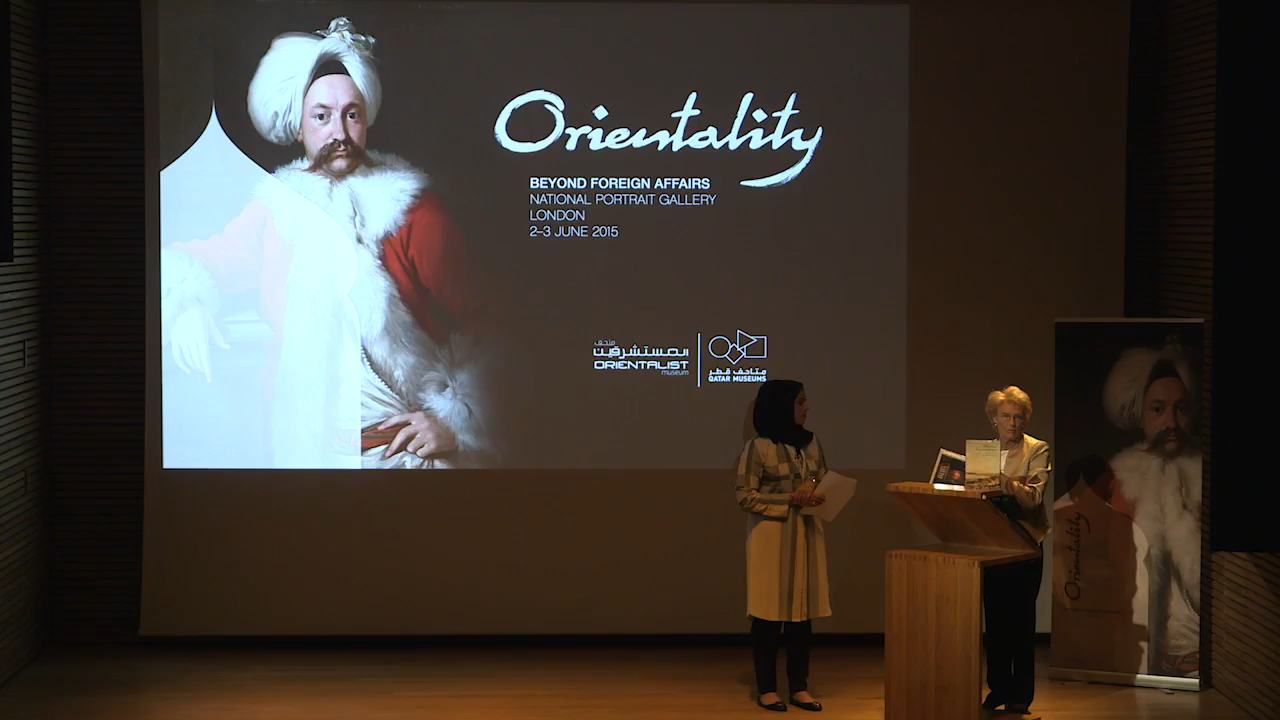 Orientality
BEYOND FOREIGN AFFAIRS
NATIONAL PORTRAIT GALLERY
LONDON
2–3 JUNE 2015
متحف
المستشرقين
ORIENTALIST
museum
متاحف قطر
QATAR MUSEUMS
Orientality